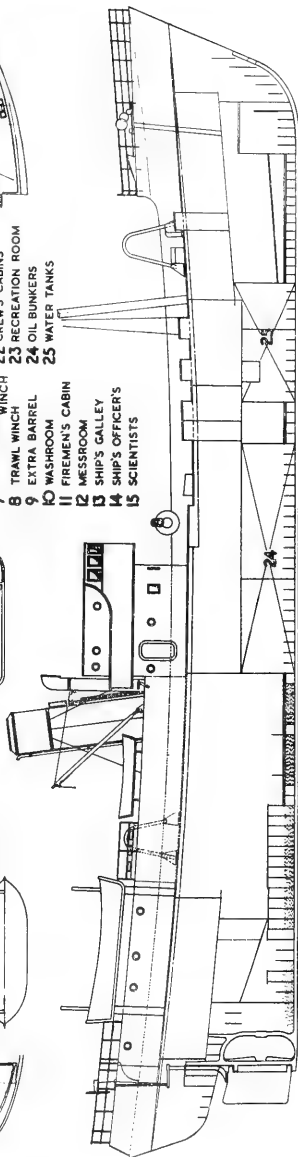 WINCH
8 TRAWL WINCH
9 EXTRA BARREL
10 WASHROOM
11 FIREMEN'S CABIN
12 MESSROOM
13 SHIP'S GALLEY
14 SHIP'S OFFICER'S
15 SCIENTISTS
22 CREW'S CABINS
23 RECREATION ROOM
24 OIL BUNKERS
25 WATER TANKS
8
24
25